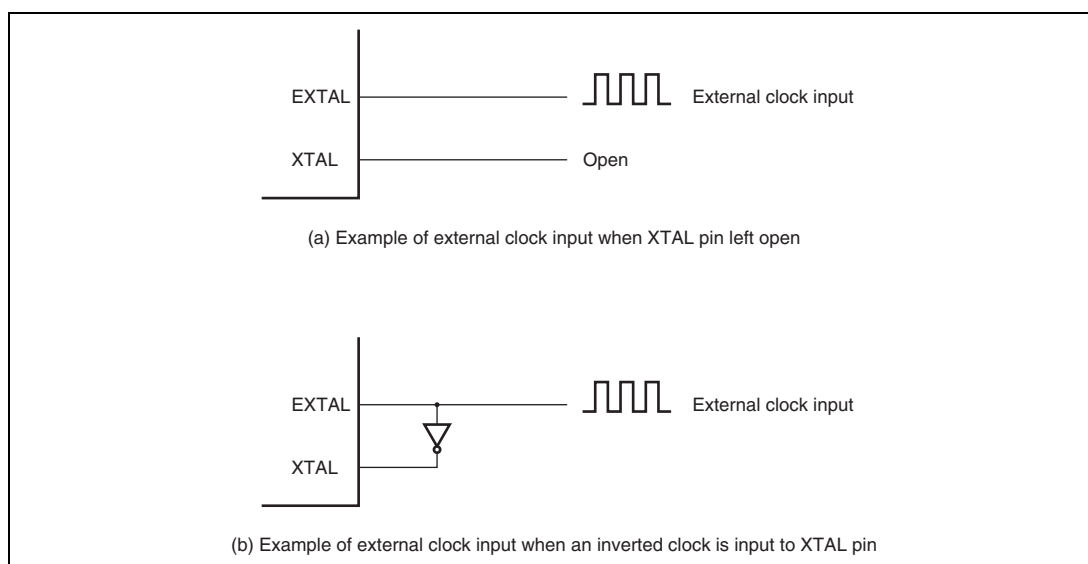 EXTAL
External clock input
XTAL
Open
(a) Example of external clock input when XTAL pin left open
EXTAL
External clock input
XTAL
(b) Example of external clock input when an inverted clock is input to XTAL pin